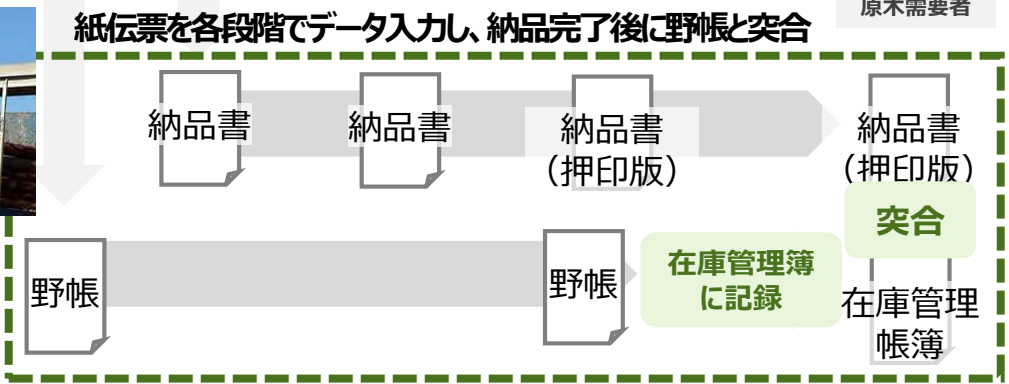 原木需要者
紙伝票を各段階でデータ入力し、納品完了後に野帳と突合
納品書
納品書
納品書
（押印版）
納品書
（押印版）
突合
野帳
野帳
在庫管理簿
に記録
在庫管理
帳簿